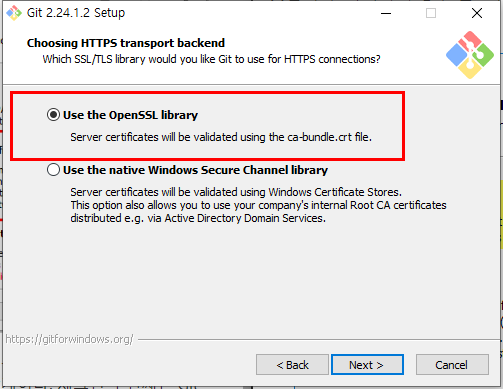 Git 2.24.1.2 Setup
Choosing HTTPS transport backend
Which SSL/TLS library would you like Git to use for HTTPS connections?
Use the OpenSSL library
Server certificates will be validated using the ca-bundle.crt file.
Use the native Windows Secure Channel library
Server certificates will be validated using Windows Certificate Stores.
This option also allows you to use your company's internal Root CA certificates
distributed e.g. via Active Directory Domain Services.
https://gitforwindows.org/
< Back
Next >
Cancel